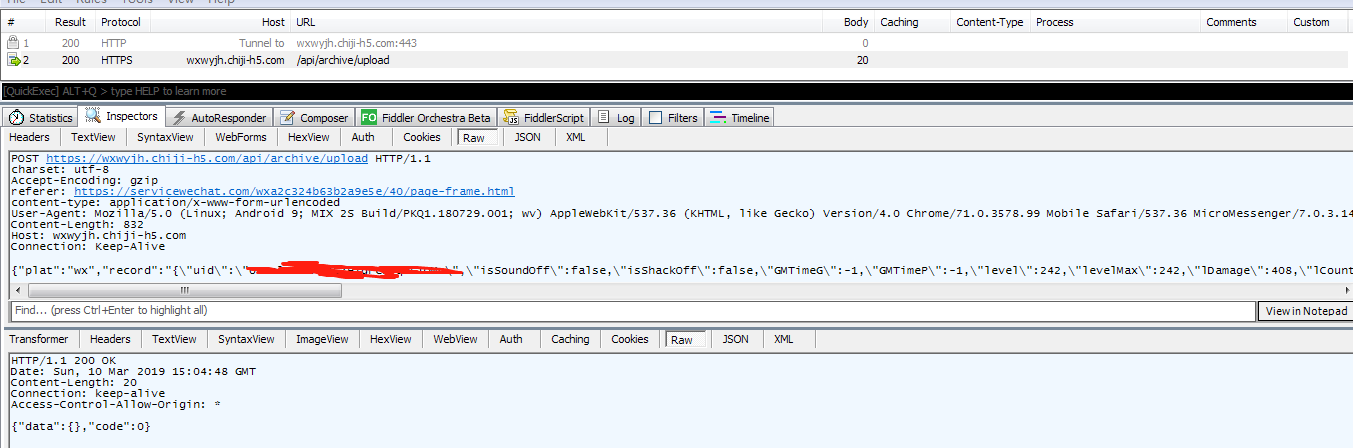 File Edit Rules Tools View Help
# Result Protocol Host URL Body Caching Content-Type Process Comments Custom
1 200 HTTP Tunnel to wxwyjh.chiji-h5.com:443 0
2 200 HTTPS wxwyjh.chiji-h5.com /api/archive/upload 20
[QuickExec] ALT+Q > type HELP to learn more
Statistics Inspectors AutoResponder Composer FO Fiddler Orchestra Beta FiddlerScript Log Filters Timeline
Headers TextView SyntaxView WebForms HexView Auth Cookies Raw JSON XML
POST https://wxwyjh.chiji-h5.com/api/archive/upload HTTP/1.1
charset: utf-8
Accept-Encoding: gzip
referer: https://servicewechat.com/wxa2c324b63b2a9e5e/40/page-frame.html
content-type: application/x-www-form-urlencoded
User-Agent: Mozilla/5.0 (Linux; Android 9; MIX 2S Build/PKQ1.180729.001; wv) AppleWebKit/537.36 (KHTML, like Gecko) Version/4.0 Chrome/71.0.3578.99 Mobile Safari/537.36 MicroMessenger/7.0.3.14
Content-Length: 832
Host: wxwyjh.chiji-h5.com
Connection: Keep-Alive
{"plat":"wx","record":"{\"uid\":\" \",\"isSoundOff\":false,\"isShackOff\":false,\"GMTimeG\":-1,\"GMTimeP\":-1,\"level\":242,\"levelMax\":242,\"lDamage\":408,\"lCount
Find... (press Ctrl+Enter to highlight all) View in Notepad
Transformer Headers TextView SyntaxView ImageView HexView WebView Auth Caching Cookies Raw JSON XML
HTTP/1.1 200 OK
Date: Sun, 10 Mar 2019 15:04:48 GMT
Content-Length: 20
Connection: keep-alive
Access-Control-Allow-Origin: *
{"data":{},"code":0}